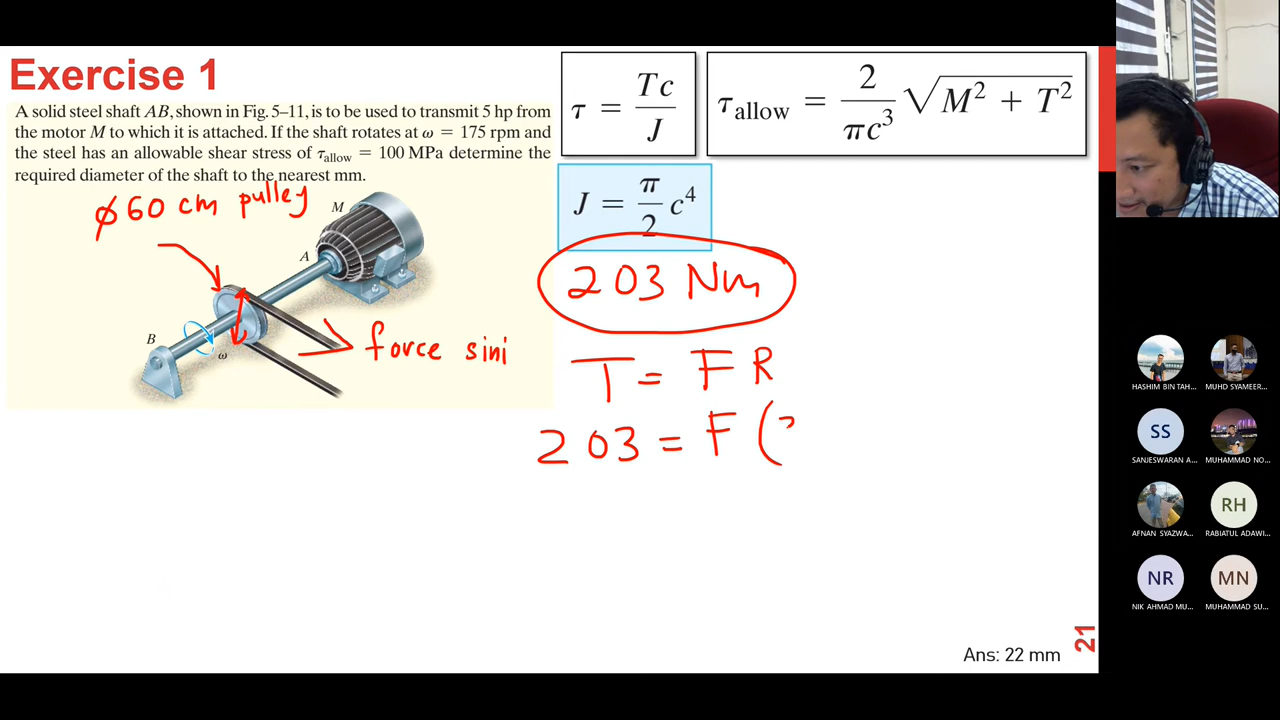 Exercise 1
A solid steel shaft AB, shown in Fig. 5–11, is to be used to transmit 5 hp from
the motor M to which it is attached. If the shaft rotates at ω = 175 rpm and
the steel has an allowable shear stress of τallow = 100 MPa determine the
required diameter of the shaft to the nearest mm.
ϕ60 cm pulley
M
A
B
ω
force sini
τ = Tc / J
τallow = 2 / πc³ √M² + T²
J = π / 2 c⁴
203 Nm
T = F R
203 = F (
Ans: 22 mm
21
HASHIM BIN TAH...
MUHD SYAMEER...
SS
SANJESWARAN A...
MUHAMMAD NO...
AFNAN SYAZWA...
RH
RABIATUL ADAWI...
NR
NIK AHMAD MU...
MN
MUHAMMAD SU...